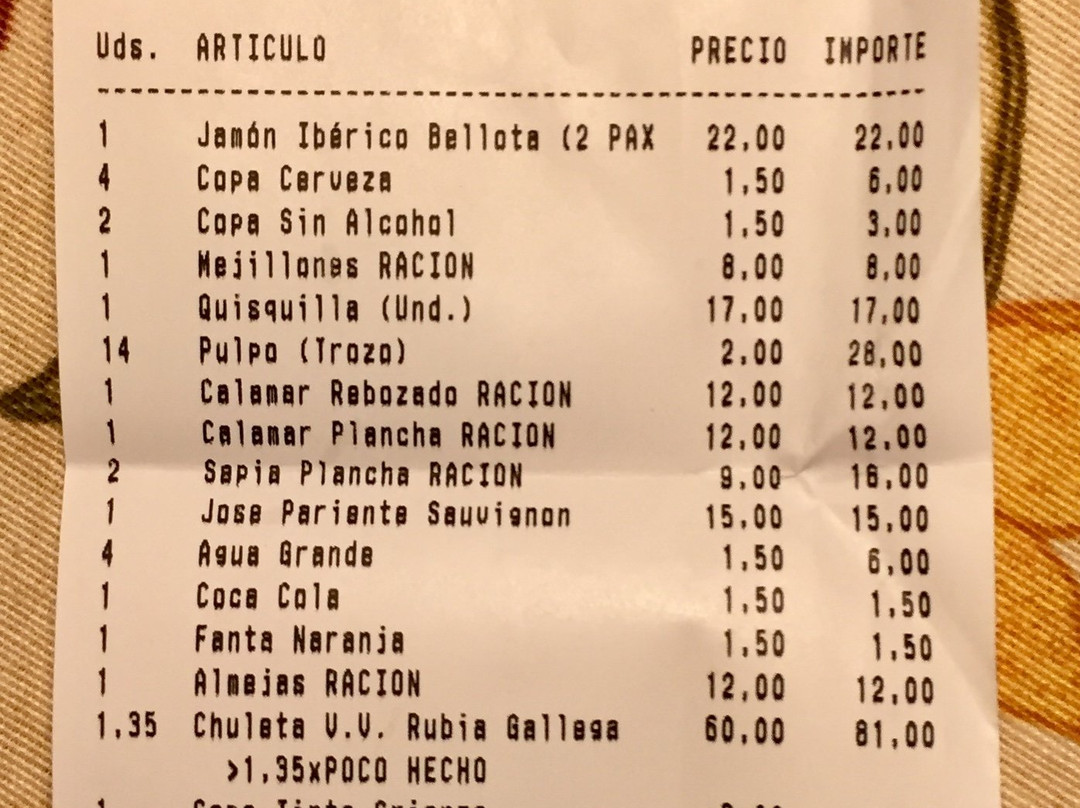 Uds. ARTICULO PRECIO IMPORTE
1 Jamón Ibérico Bellota (2 PAX 22,00 22,00
4 Copa Cerveza 1,50 6,00
2 Copa Sin Alcohol 1,50 3,00
1 Mejillones RACION 8,00 8,00
1 Quisquilla (Und.) 17,00 17,00
14 Pulpo (Trozo) 2,00 28,00
1 Calamar Rebozado RACION 12,00 12,00
1 Calamar Plancha RACION 12,00 12,00
2 Sepia Plancha RACION 9,00 18,00
1 Jose Pariente Sauvignon 15,00 15,00
4 Agua Grande 1,50 6,00
1 Coca Cola 1,50 1,50
1 Fanta Naranja 1,50 1,50
1 Almejas RACION 12,00 12,00
1,35 Chuleta V.V. Rubia Gallega 60,00 81,00
>1,35xPOCO HECHO
1 Copa Tinto Crianza